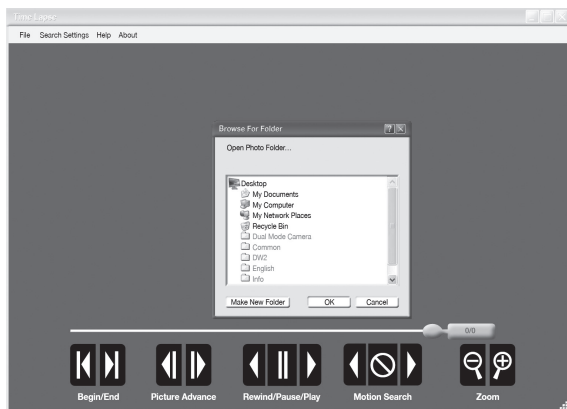 Time Lapse
File Search Settings Help About
Browse For Folder
Open Photo Folder...
Desktop
My Documents
My Computer
My Network Places
Recycle Bin
Dual Mode Camera
Common
DW2
English
Info
Make New Folder OK Cancel
0/0
Begin/End Picture Advance Rewind/Pause/Play Motion Search Zoom